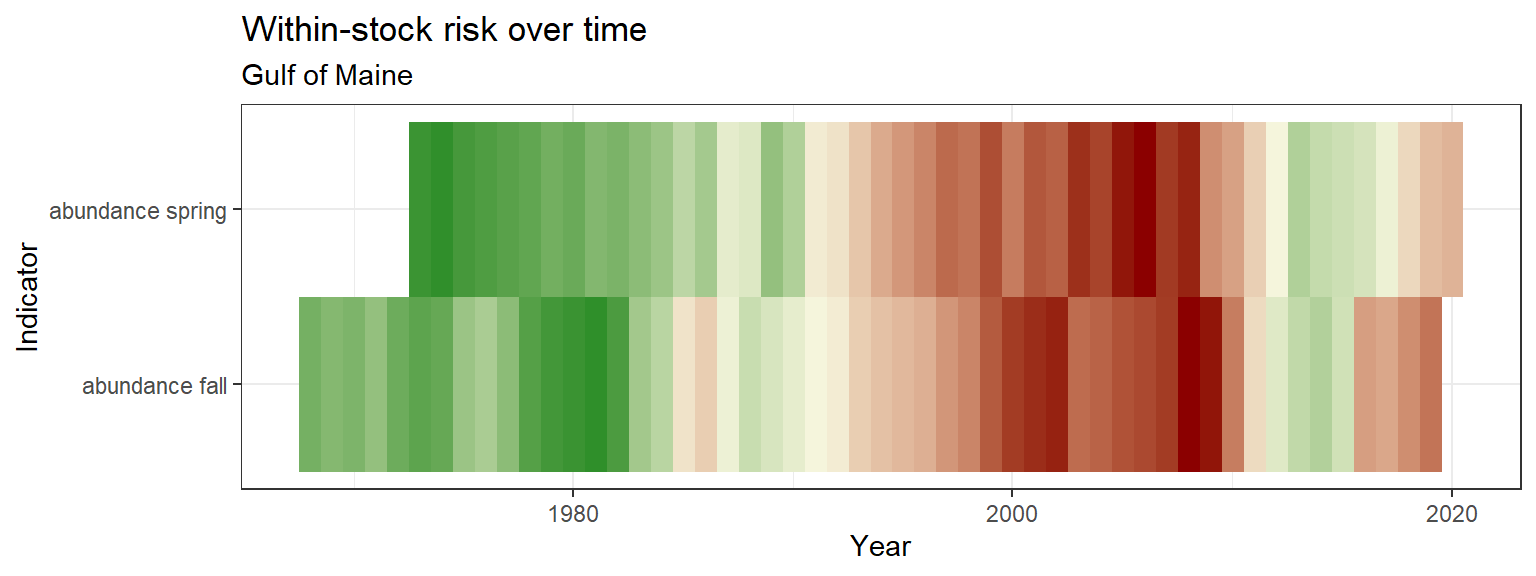 Within-stock risk over time
Gulf of Maine
Indicator
abundance spring
abundance fall
1980
2000
2020
Year